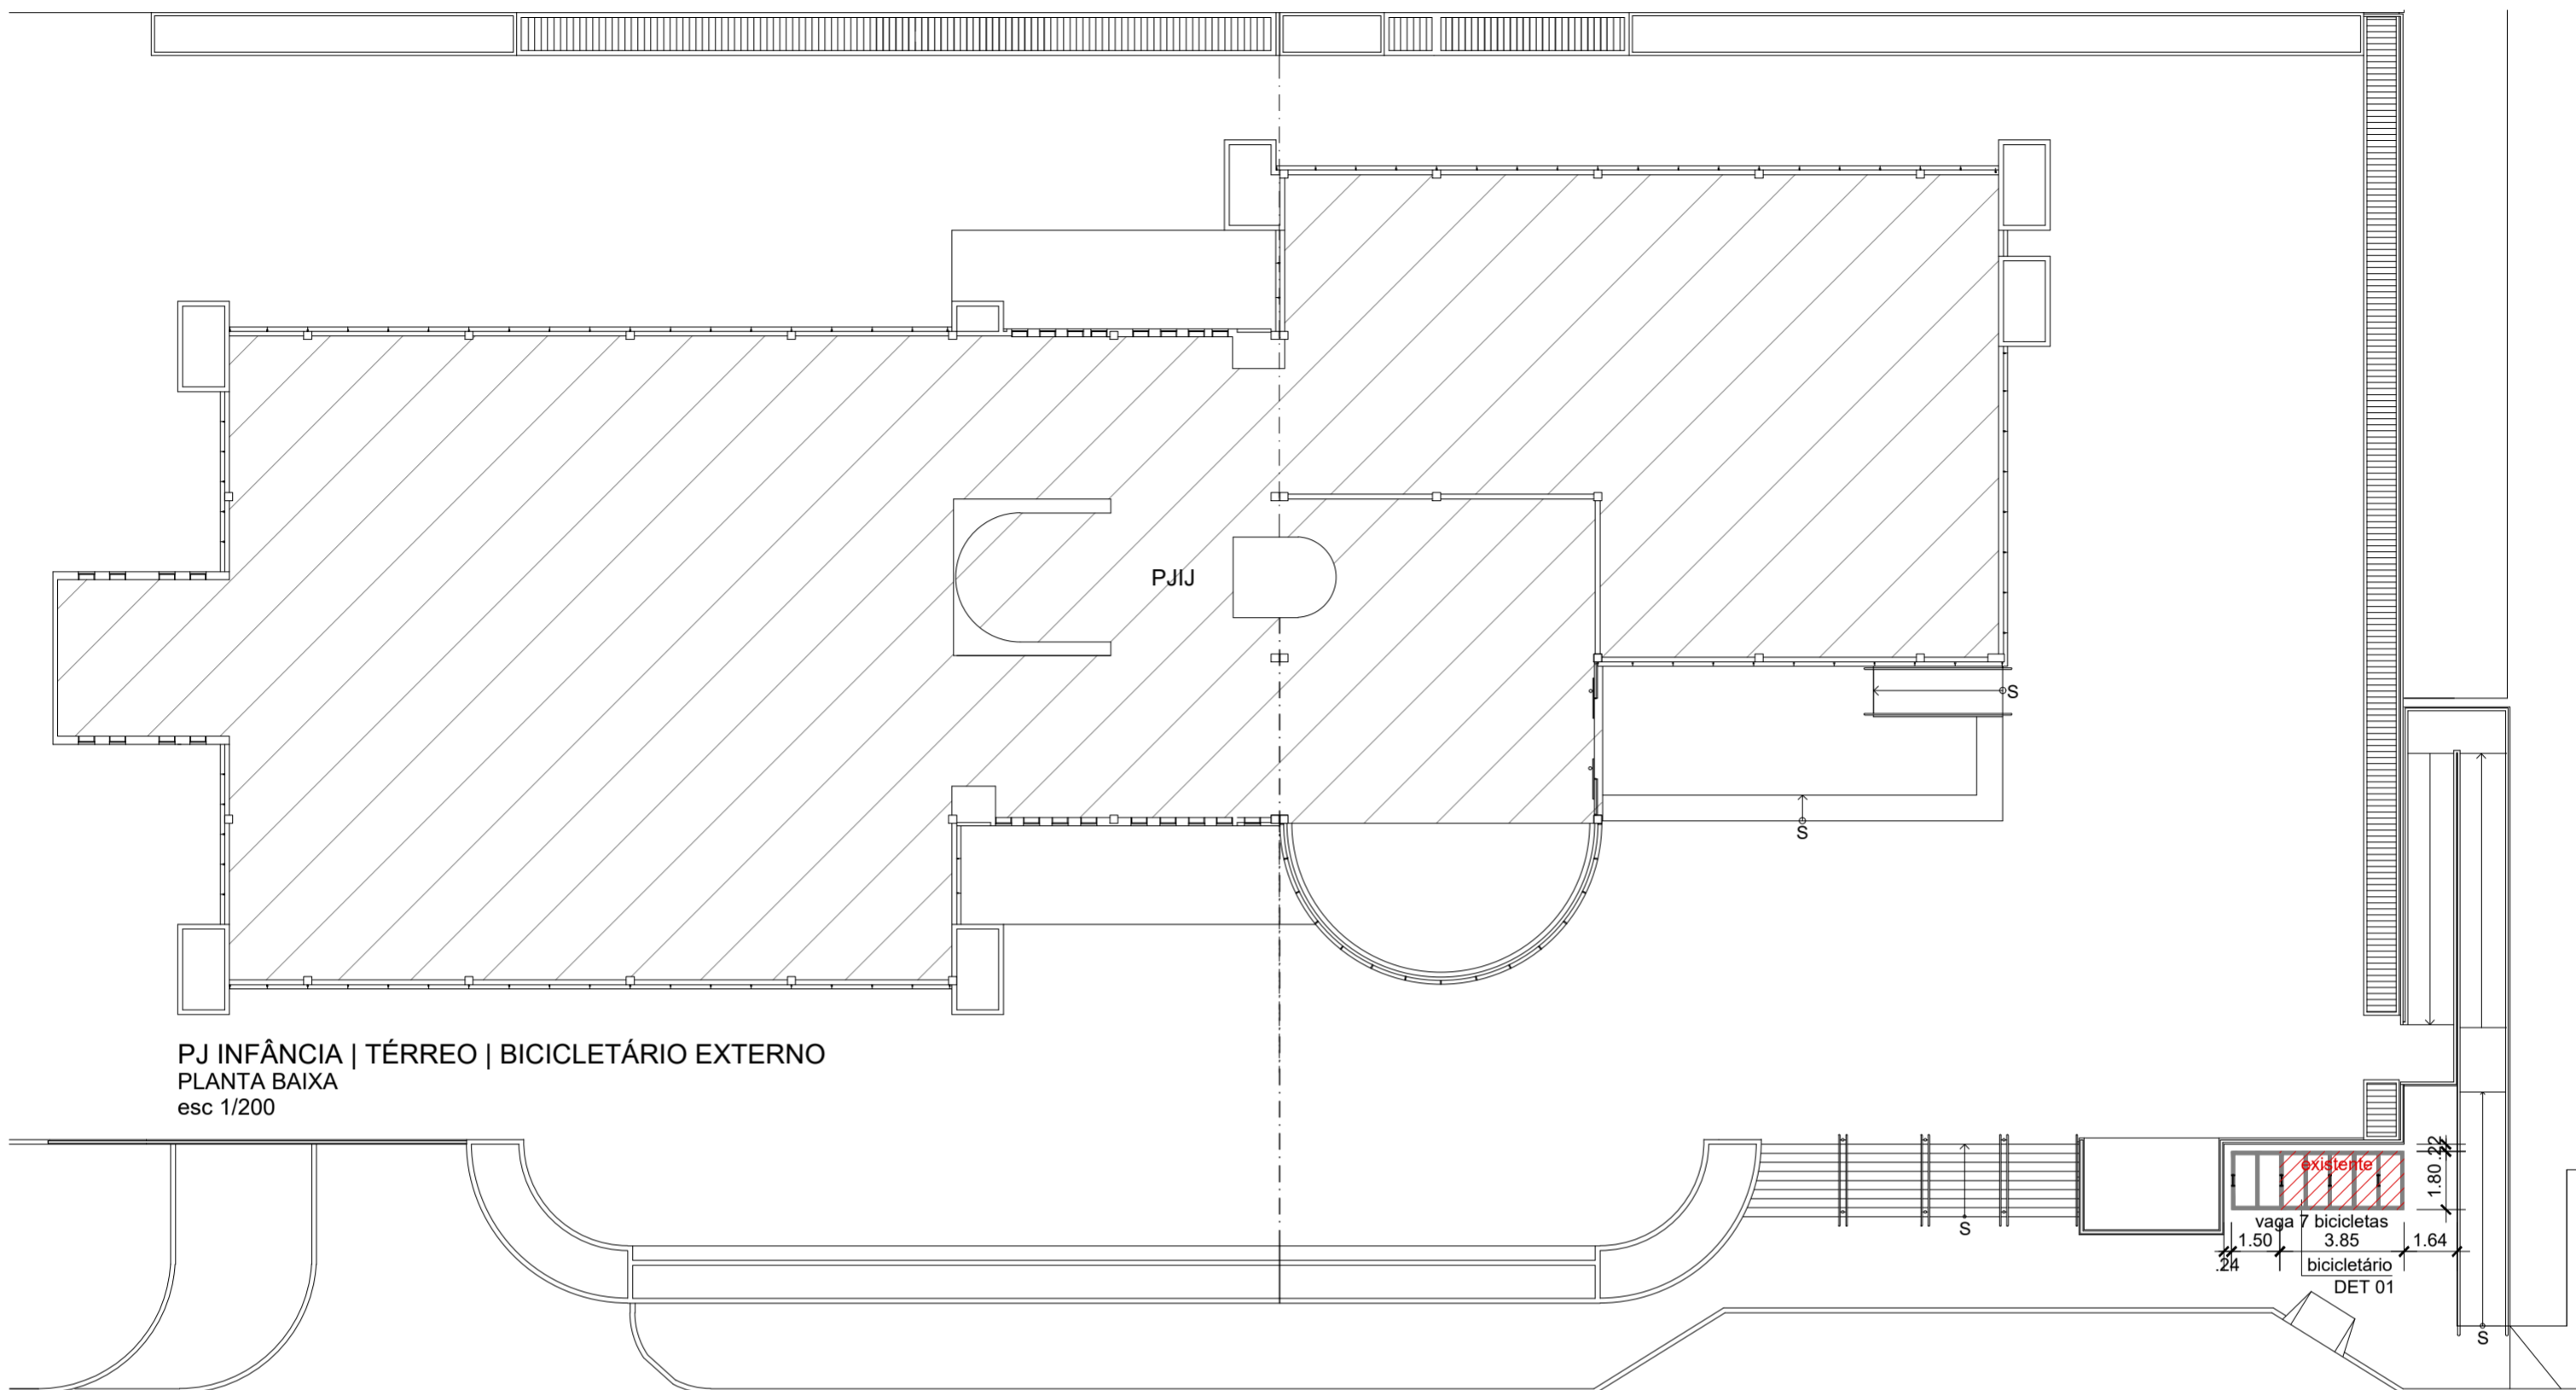 PJIJ
S
S
PJ INFÂNCIA | TÉRREO | BICICLETÁRIO EXTERNO
PLANTA BAIXA
esc 1/200
existente
.22
1.80
vaga 7 bicicletas
S
1.50
3.85
1.64
.24
bicicletário
DET 01
S